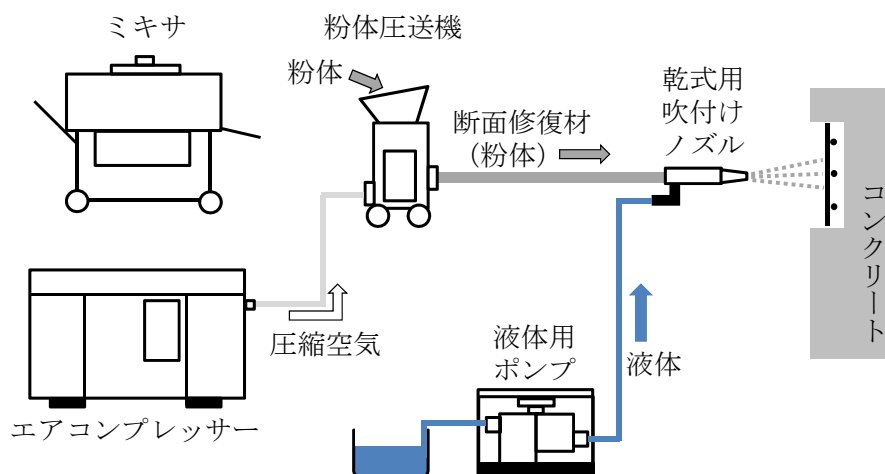 ミキサ
粉体圧送機
粉体
断面修復材
（粉体）
乾式用
吹付け
ノズル
コンクリート
圧縮空気
エアコンプレッサー
液体用
ポンプ
液体